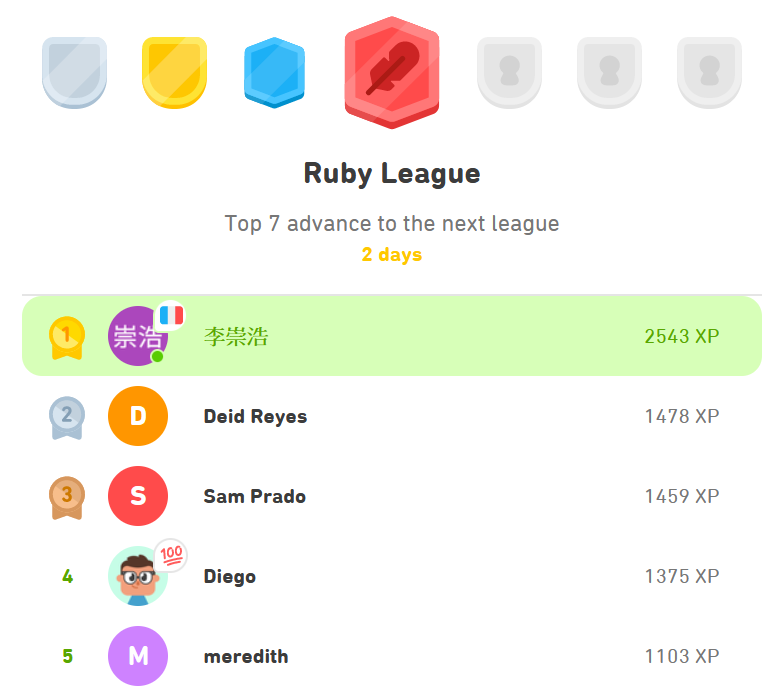 Ruby League
Top 7 advance to the next league
2 days
1 崇浩 李崇浩 2543 XP
2 D Deid Reyes 1478 XP
3 S Sam Prado 1459 XP
4 100 Diego 1375 XP
5 M meredith 1103 XP